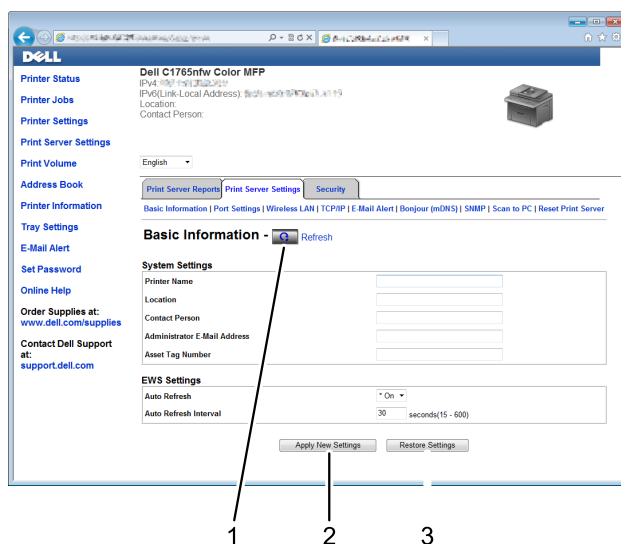 DELL
Dell C1765nfw Color MFP
IPv4:
IPv6(Link-Local Address):
Location:
Contact Person:
Printer Status
Printer Jobs
Printer Settings
Print Server Settings
Print Volume
Address Book
Printer Information
Tray Settings
E-Mail Alert
Set Password
Online Help
Order Supplies at:
www.dell.com/supplies
Contact Dell Support
at:
support.dell.com
English
Print Server Reports Print Server Settings Security
Basic Information | Port Settings | Wireless LAN | TCP/IP | E-Mail Alert | Bonjour (mDNS) | SNMP | Scan to PC | Reset Print Server
Basic Information - Refresh
System Settings
Printer Name
Location
Contact Person
Administrator E-Mail Address
Asset Tag Number
EWS Settings
Auto Refresh * On
Auto Refresh Interval 30 seconds(15 - 600)
Apply New Settings Restore Settings
1 2 3